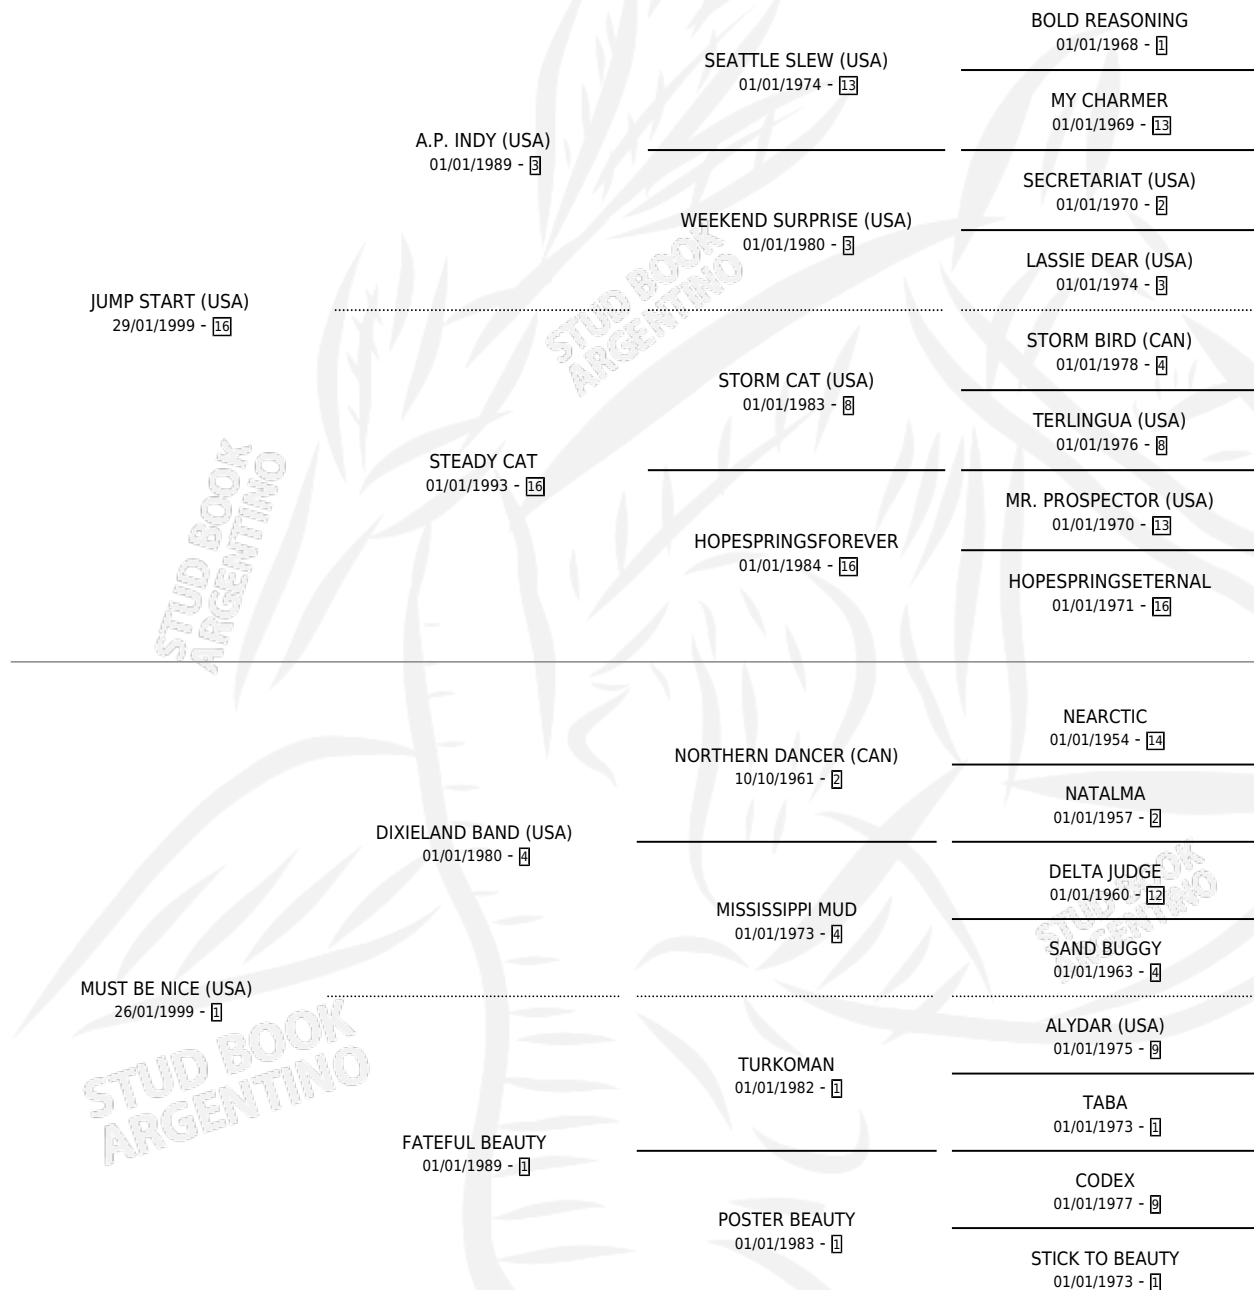 BOLD REASONING
01/01/1968 - 1
SEATTLE SLEW (USA)
01/01/1974 - 13
MY CHARMER
01/01/1969 - 13
A.P. INDY (USA)
01/01/1989 - 3
SECRETARIAT (USA)
01/01/1970 - 2
WEEKEND SURPRISE (USA)
01/01/1980 - 3
LASSIE DEAR (USA)
01/01/1974 - 3
JUMP START (USA)
29/01/1999 - 16
STORM BIRD (CAN)
01/01/1978 - 4
STORM CAT (USA)
01/01/1983 - 8
TERLINGUA (USA)
01/01/1976 - 8
STEADY CAT
01/01/1993 - 16
MR. PROSPECTOR (USA)
01/01/1970 - 13
HOPESPRINGSFOREVER
01/01/1984 - 16
HOPESPRINGSETERNAL
01/01/1971 - 16
NEARCTIC
01/01/1954 - 14
NORTHERN DANCER (CAN)
10/10/1961 - 2
NATALMA
01/01/1957 - 2
DIXIELAND BAND (USA)
01/01/1980 - 4
DELTA JUDGE
01/01/1960 - 12
MISSISSIPPI MUD
01/01/1973 - 4
SAND BUGGY
01/01/1963 - 4
MUST BE NICE (USA)
26/01/1999 - 1
ALYDAR (USA)
01/01/1975 - 9
TURKOMAN
01/01/1982 - 1
TABA
01/01/1973 - 1
FATEFUL BEAUTY
01/01/1989 - 1
CODEX
01/01/1977 - 9
POSTER BEAUTY
01/01/1983 - 1
STICK TO BEAUTY
01/01/1973 - 1
STUD BOOK
ARGENTINO
STUD BOOK
ARGENTINO
STUD BOOK
ARGENTINO
STUD BOOK
ARGENTINO